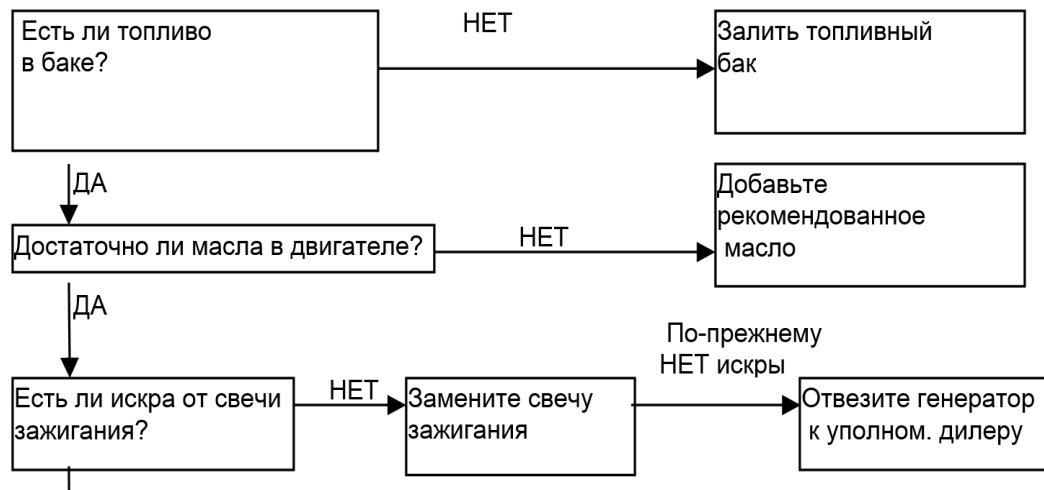 Есть ли топливо
в баке?
НЕТ
Залить топливный
бак
ДА
Достаточно ли масла в двигателе?
НЕТ
Добавьте
рекомендованное
масло
ДА
Есть ли искра от свечи
зажигания?
НЕТ
Замените свечу
зажигания
По-прежнему
НЕТ искры
Отвезите генератор
к уполном. дилеру